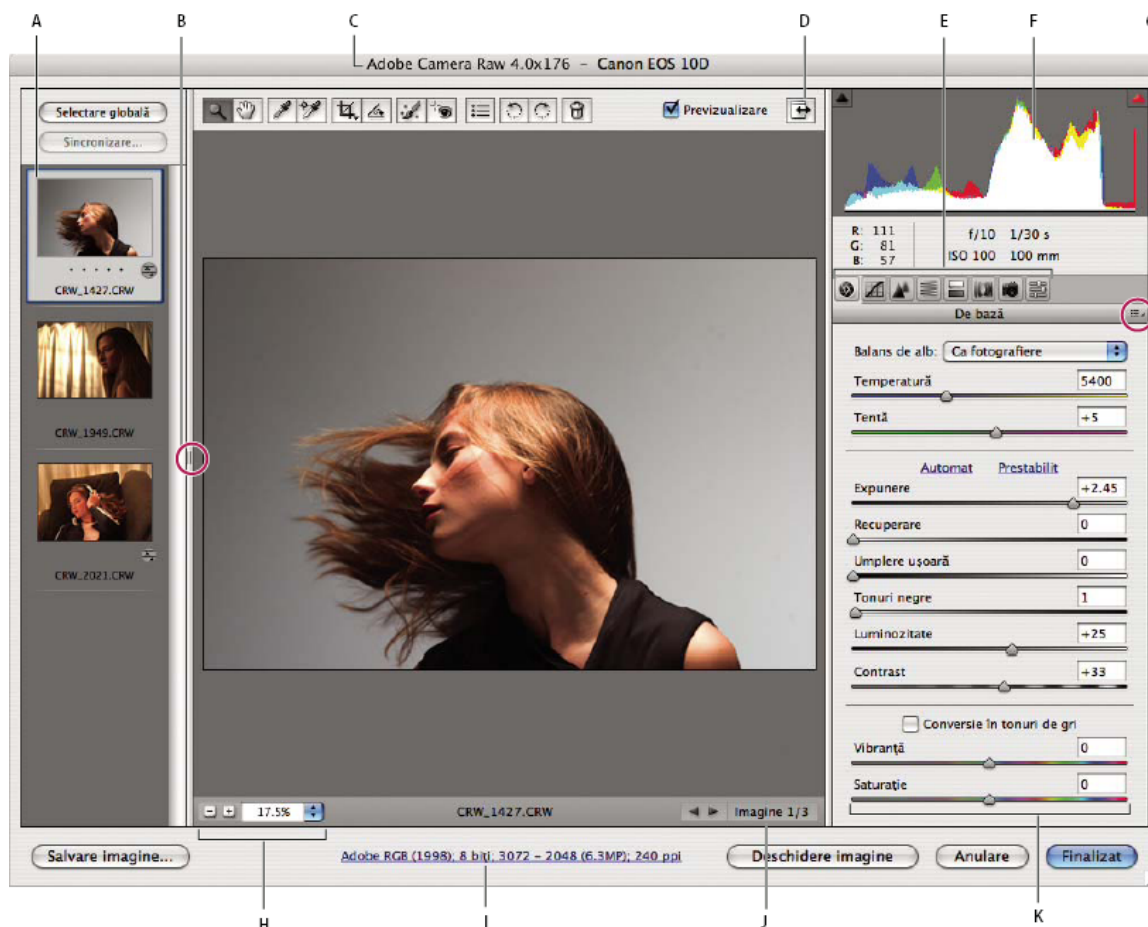 A B C D E F
Adobe Camera Raw 4.0x176 – Canon EOS 10D
Selectare globală
Sincronizare...
Previzualizare
CRW_1427.CRW
CRW_1949.CRW
CRW_2021.CRW
R: 111
G: 81
B: 57
f/10 1/30 s
ISO 100 100 mm
De bază
Balans de alb: Ca fotografiere
Temperatură 5400
Tentă +5
Automat Prestabilit
Expunere +2.45
Recuperare 0
Umplere uşoară 0
Tonuri negre 1
Luminozitate +25
Contrast +33
Conversie în tonuri de gri
Vibranţă 0
Saturaţie 0
17.5%
CRW_1427.CRW
Imagine 1/3
Salvare imagine...
Adobe RGB (1998); 8 biţi; 3072 – 2048 (6.3MP); 240 ppi
Deschidere imagine
Anulare
Finalizat
H I J K